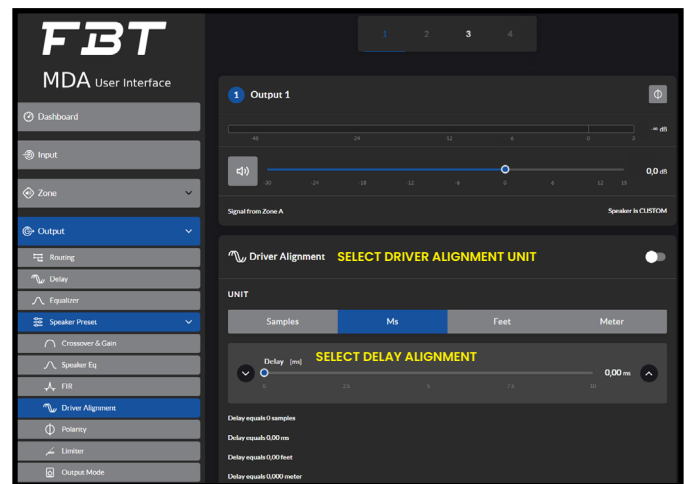 FBT
MDA User Interface
Dashboard
Input
Zone
Output
Routing
Delay
Equalizer
Speaker Preset
Crossover & Gain
Speaker Eq
FIR
Driver Alignment
Polarity
Limiter
Output Mode
1 2 3 4
1 Output 1
-∞ dB
-48 -24 -12 -6 0 3
0,0 dB
-30 -24 -18 -12 -6 0 6 12 15
Signal from Zone A Speaker is CUSTOM
Driver Alignment SELECT DRIVER ALIGNMENT UNIT
UNIT
Samples Ms Feet Meter
Delay [ms] SELECT DELAY ALIGNMENT
0,00 ms
0 2.5 5 7.5 10
Delay equals 0 samples
Delay equals 0,00 ms
Delay equals 0,00 feet
Delay equals 0,000 meter